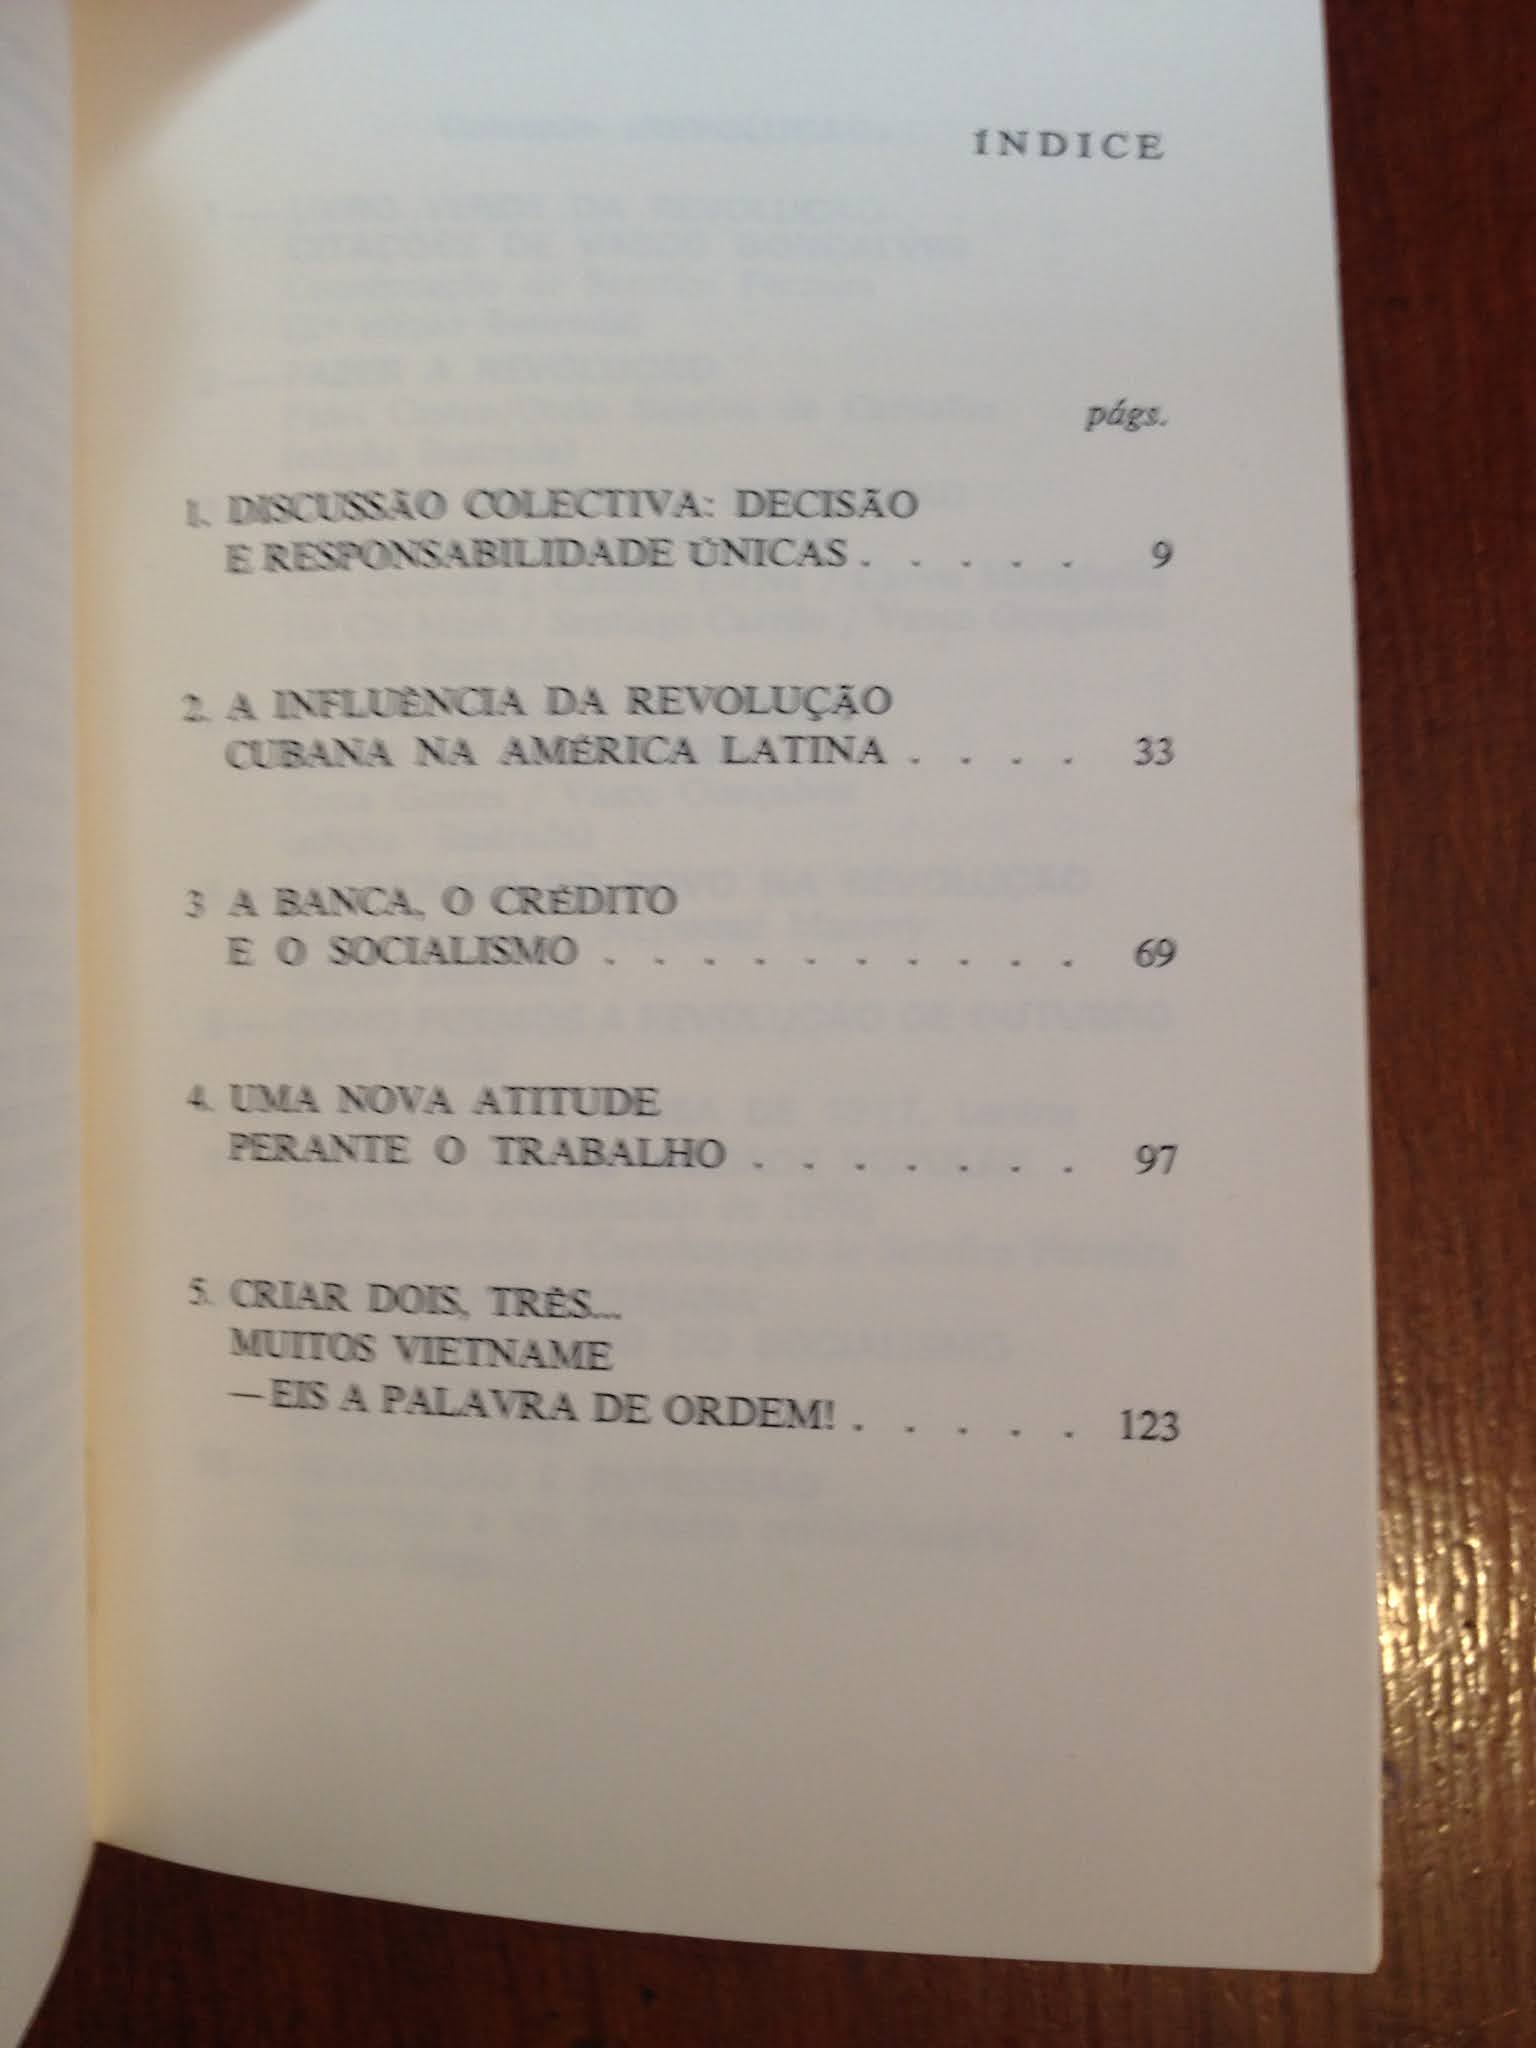 ÍNDICE
págs.
1. DISCUSSÃO COLECTIVA: DECISÃO
E RESPONSABILIDADE ÚNICAS . . . . . 9
2. A INFLUÊNCIA DA REVOLUÇÃO
CUBANA NA AMÉRICA LATINA . . . . 33
3 A BANCA, O CRÉDITO
E O SOCIALISMO . . . . . . . . . . 69
4. UMA NOVA ATITUDE
PERANTE O TRABALHO . . . . . . . 97
5. CRIAR DOIS, TRÊS...
MUITOS VIETNAME
— EIS A PALAVRA DE ORDEM! . . . . . 123